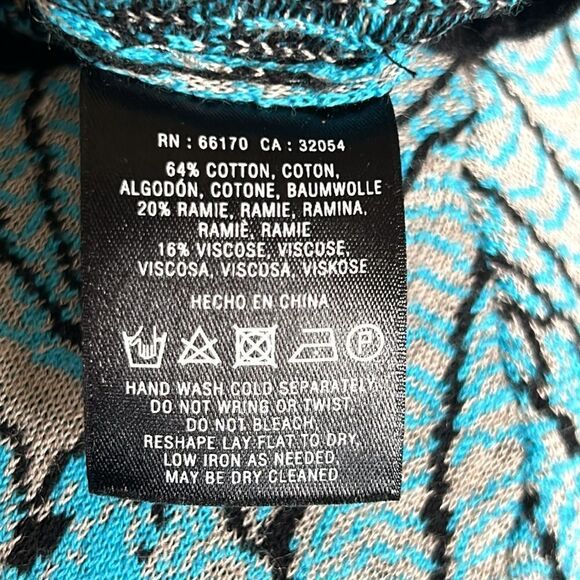 RN : 66170 CA : 32054
64% COTTON, COTON,
ALGODÓN, COTONE, BAUMWOLLE
20% RAMIE, RAMIE, RAMINA,
RAMIÈ, RAMIE
16% VISCOSE, VISCOSE,
VISCOSA, VISCOSA, VISKOSE
HECHO EN CHINA
P
HAND WASH COLD SEPARATELY.
DO NOT WRING OR TWIST.
DO NOT BLEACH.
RESHAPE LAY FLAT TO DRY.
LOW IRON AS NEEDED
MAY BE DRY CLEANED